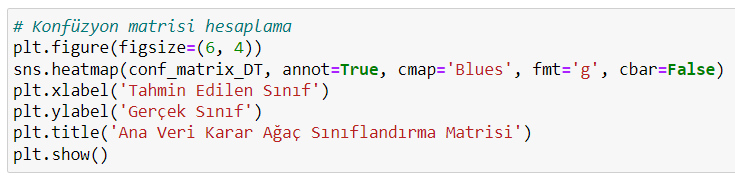 # Konfüzyon matrisi hesaplama
plt.figure(figsize=(6, 4))
sns.heatmap(conf_matrix_DT, annot=True, cmap='Blues', fmt='g', cbar=False)
plt.xlabel('Tahmin Edilen Sınıf')
plt.ylabel('Gerçek Sınıf')
plt.title('Ana Veri Karar Ağaç Sınıflandırma Matrisi')
plt.show()